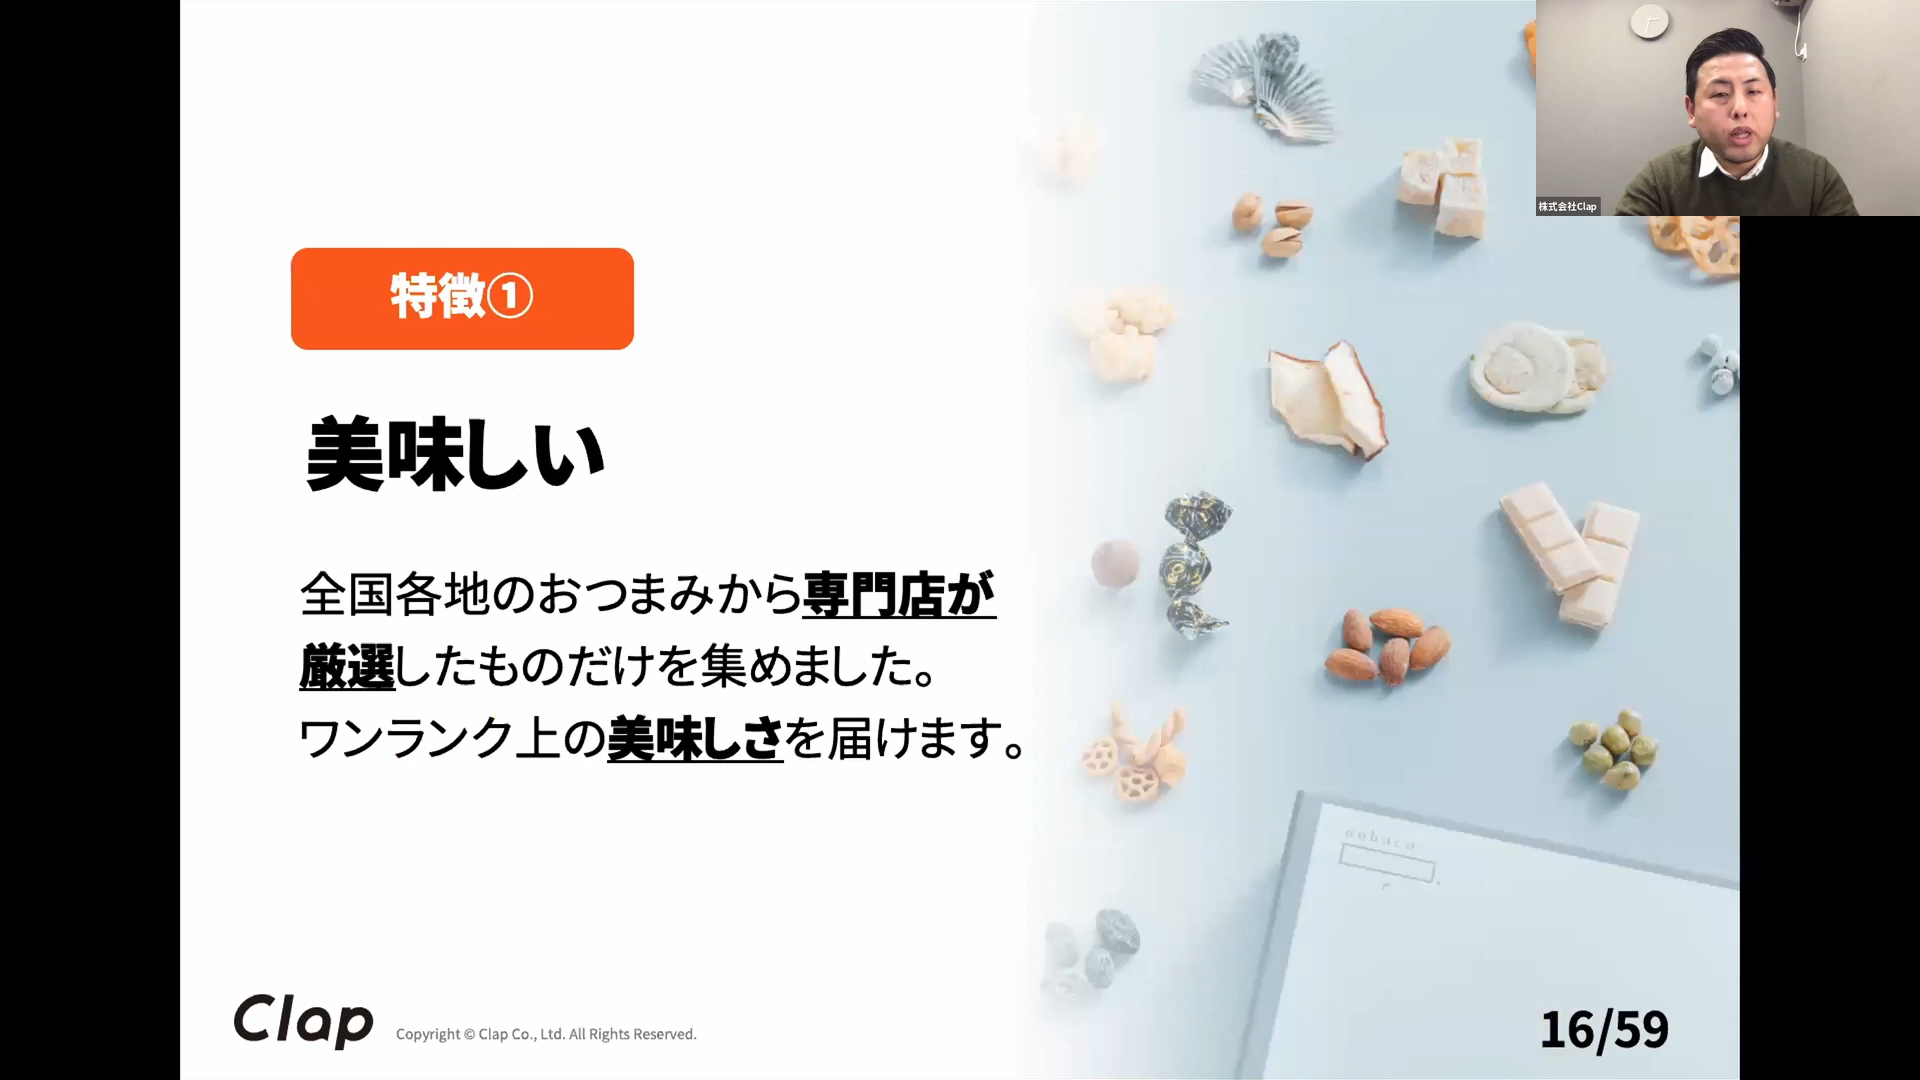 特徴①
美味しい
全国各地のおつまみから専門店が
厳選したものだけを集めました。
ワンランク上の美味しさを届けます。
Clap
Copyright © Clap Co., Ltd. All Rights Reserved.
16/59
株式会社Clap